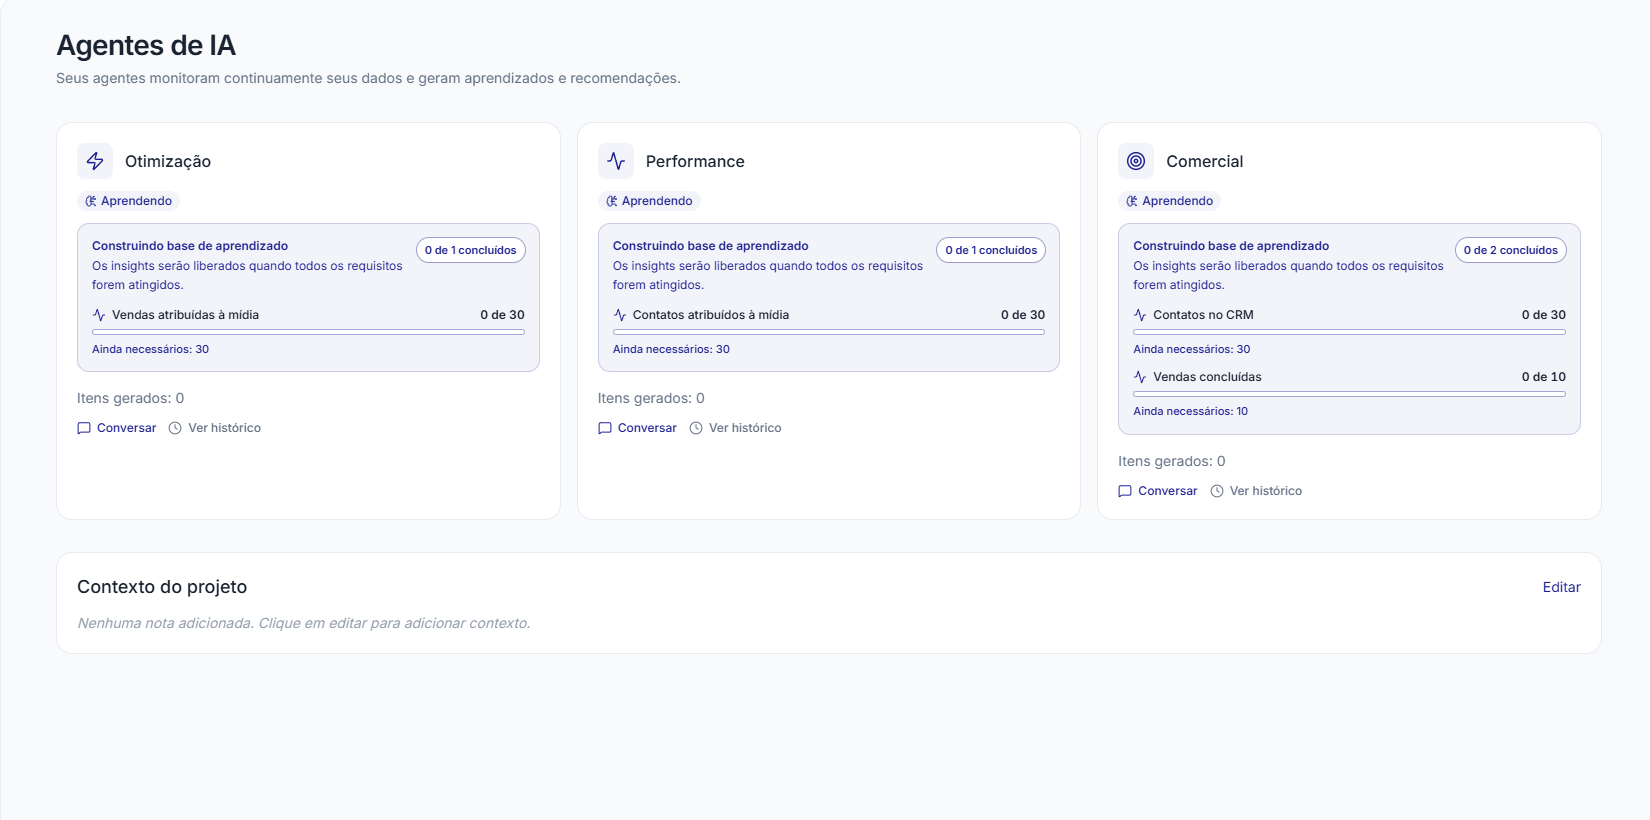 Agentes de IA
Seus agentes monitoram continuamente seus dados e geram aprendizados e recomendações.
Otimização
Aprendendo
Construindo base de aprendizado
0 de 1 concluídos
Os insights serão liberados quando todos os requisitos
forem atingidos.
Vendas atribuídas à mídia 0 de 30
Ainda necessários: 30
Itens gerados: 0
Conversar Ver histórico
Performance
Aprendendo
Construindo base de aprendizado
0 de 1 concluídos
Os insights serão liberados quando todos os requisitos
forem atingidos.
Contatos atribuídos à mídia 0 de 30
Ainda necessários: 30
Itens gerados: 0
Conversar Ver histórico
Comercial
Aprendendo
Construindo base de aprendizado
0 de 2 concluídos
Os insights serão liberados quando todos os requisitos
forem atingidos.
Contatos no CRM 0 de 30
Ainda necessários: 30
Vendas concluídas 0 de 10
Ainda necessários: 10
Itens gerados: 0
Conversar Ver histórico
Contexto do projeto Editar
Nenhuma nota adicionada. Clique em editar para adicionar contexto.